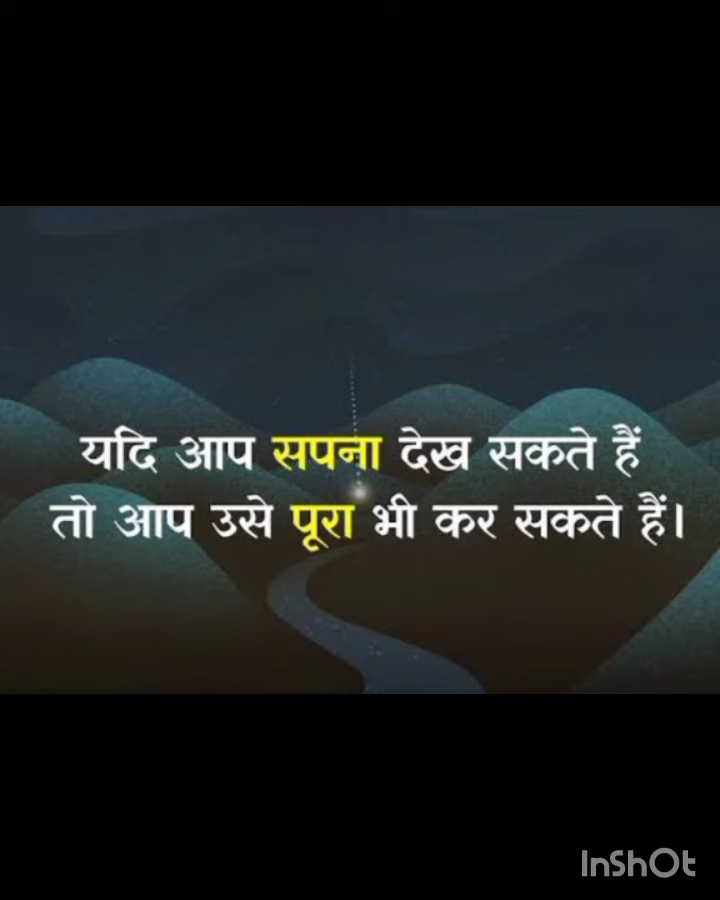 यदि आप सपना देख सकते हैं
तो आप उसे पूरा भी कर सकते हैं।
InShOt